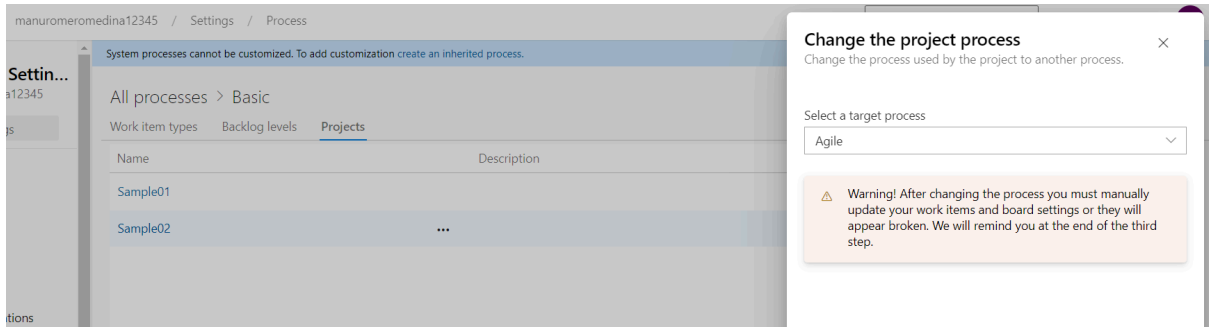 manuromeromedina12345 / Settings / Process
System processes cannot be customized. To add customization create an inherited process.
Settin...
a12345
gs
All processes > Basic
Work item types Backlog levels Projects
Name Description
Sample01
Sample02 ...
ations
Change the project process
Change the process used by the project to another process.
Select a target process
Agile
Warning! After changing the process you must manually
update your work items and board settings or they will
appear broken. We will remind you at the end of the third
step.